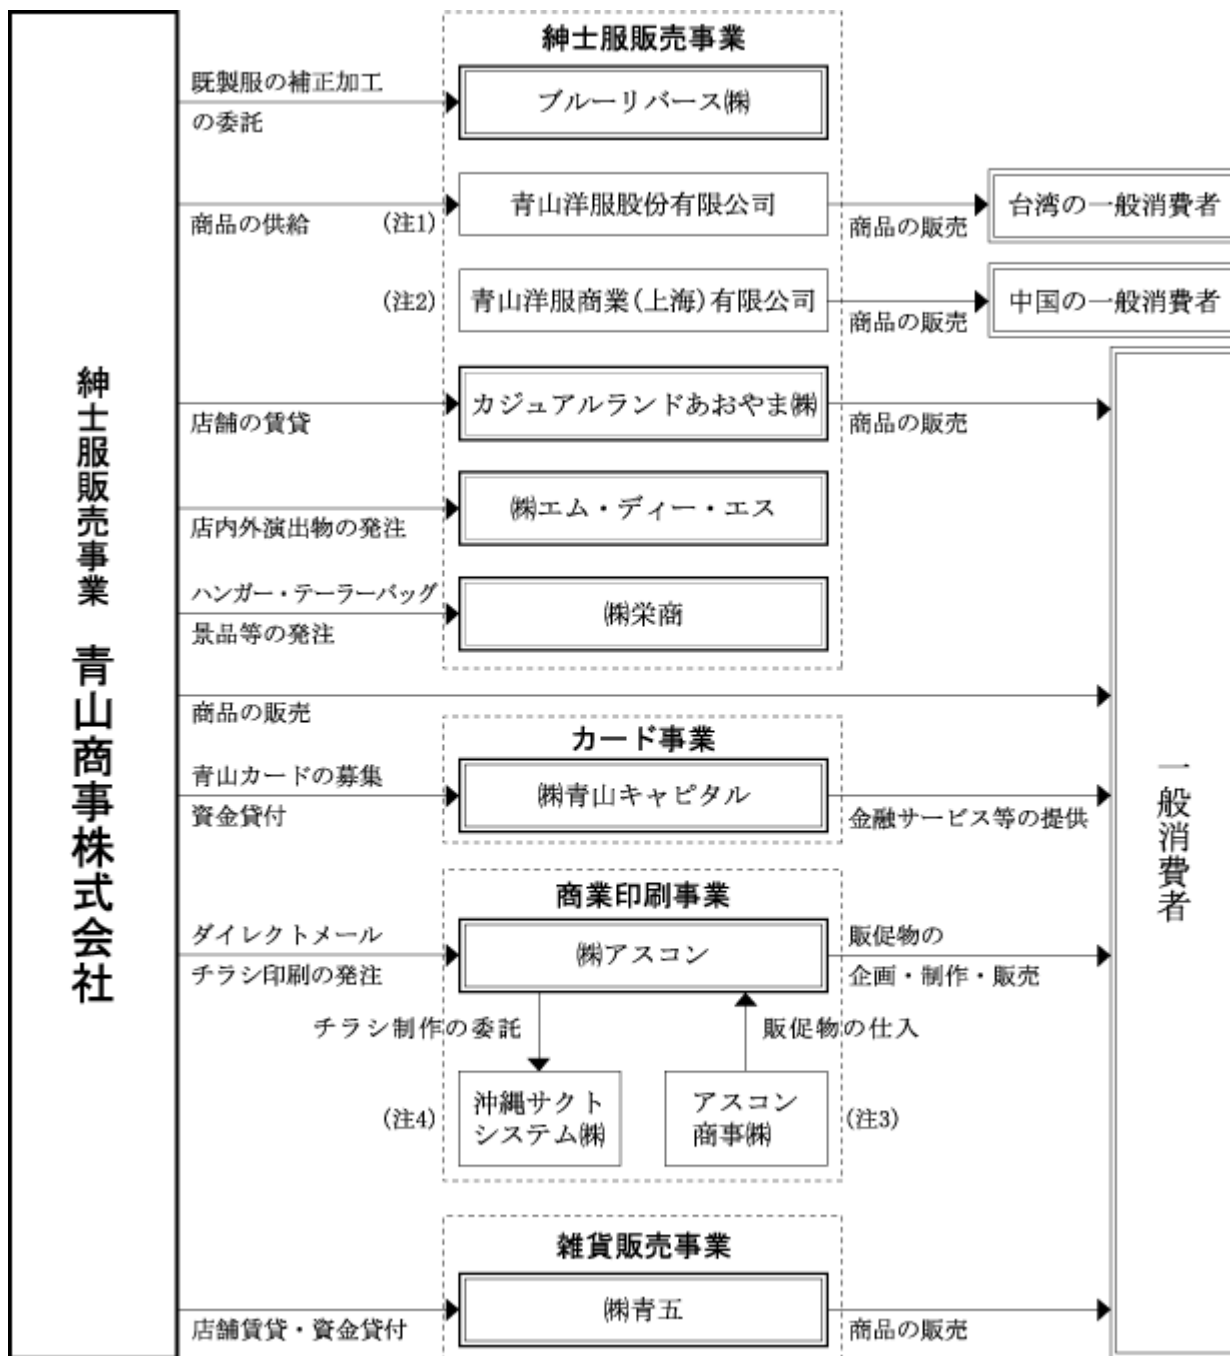 紳士服販売事業 青山商事株式会社
紳士服販売事業
既製服の補正加工
の委託
ブルーリバース㈱
商品の供給
(注1)
青山洋服股份有限公司
商品の販売
台湾の一般消費者
(注2)
青山洋服商業(上海)有限公司
商品の販売
中国の一般消費者
店舗の賃貸
カジュアルランドあおやま㈱
商品の販売
店内外演出物の発注
㈱エム・ディー・エス
ハンガー・テーラーバッグ
景品等の発注
㈱栄商
商品の販売
一般消費者
カード事業
青山カードの募集
資金貸付
㈱青山キャピタル
金融サービス等の提供
商業印刷事業
ダイレクトメール
チラシ印刷の発注
㈱アスコン
販促物の
企画・制作・販売
チラシ制作の委託
販促物の仕入
(注4)
沖縄サクト
システム㈱
アスコン
商事㈱
(注3)
雑貨販売事業
店舗賃貸・資金貸付
㈱青五
商品の販売